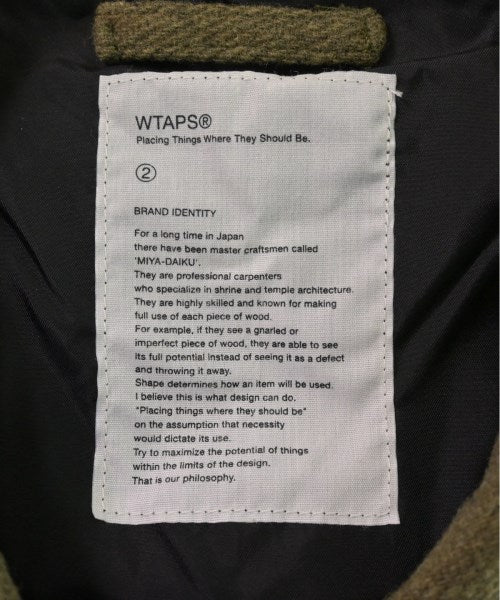 WTAPS®
Placing Things Where They Should Be.
②
BRAND IDENTITY
For a long time in Japan
there have been master craftsmen called
'MIYA-DAIKU'.
They are professional carpenters
who specialize in shrine and temple architecture.
They are highly skilled and known for making
full use of each piece of wood.
For example, if they see a gnarled or
imperfect piece of wood, they are able to see
its full potential instead of seeing it as a defect
and throwing it away.
Shape determines how an item will be used.
I believe this is what design can do.
"Placing things where they should be"
on the assumption that necessity
would dictate its use.
Try to maximize the potential of things
within the limits of the design.
That is our philosophy.